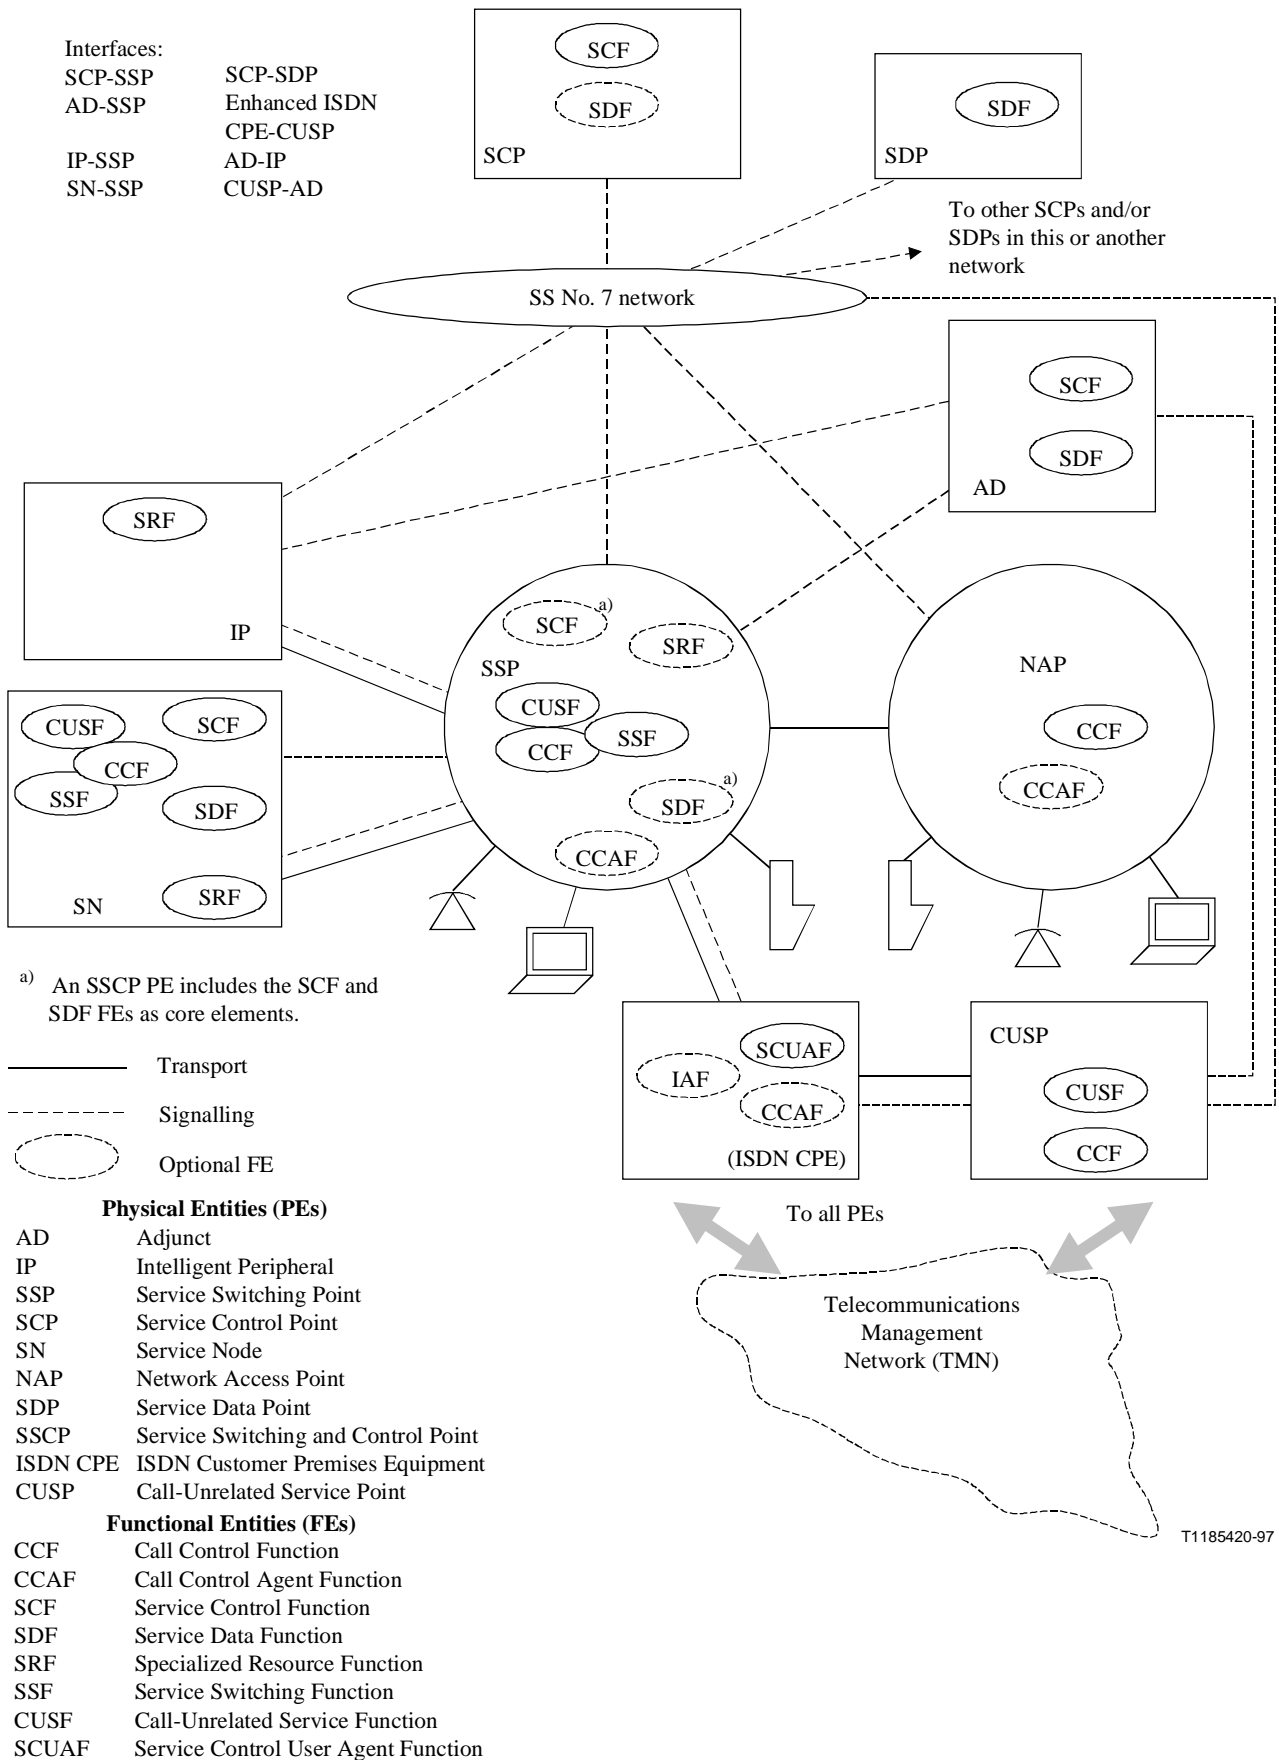 Interfaces:
SCP-SSP SCP-SDP
AD-SSP Enhanced ISDN
CPE-CUSP
IP-SSP AD-IP
SN-SSP CUSP-AD
SCF
SDF
SCP
SDF
SDP
To other SCPs and/or
SDPs in this or another
network
SS No. 7 network
SCF
SDF
AD
SRF
IP
SCF a)
SRF
SSP
CUSF
CCF
SSF
SDF a)
CCAF
NAP
CCF
CCAF
CUSF
SCF
CCF
SSF
SDF
SRF
SN
a) An SSCP PE includes the SCF and
SDF FEs as core elements.
Transport
Signalling
Optional FE
SCUAF
IAF
CCAF
(ISDN CPE)
CUSP
CUSF
CCF
To all PEs
Telecommunications
Management
Network (TMN)
Physical Entities (PEs)
AD Adjunct
IP Intelligent Peripheral
SSP Service Switching Point
SCP Service Control Point
SN Service Node
NAP Network Access Point
SDP Service Data Point
SSCP Service Switching and Control Point
ISDN CPE ISDN Customer Premises Equipment
CUSP Call-Unrelated Service Point
Functional Entities (FEs)
CCF Call Control Function
CCAF Call Control Agent Function
SCF Service Control Function
SDF Service Data Function
SRF Specialized Resource Function
SSF Service Switching Function
CUSF Call-Unrelated Service Function
SCUAF Service Control User Agent Function
T1185420-97